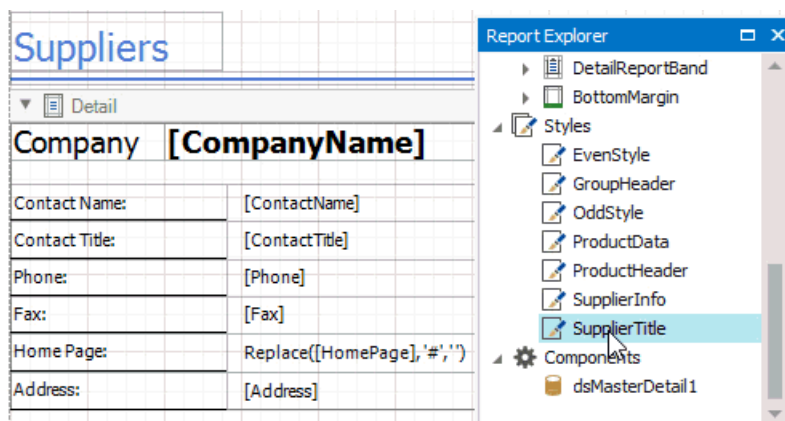 Suppliers
Detail
Company [CompanyName]
Contact Name: [ContactName]
Contact Title: [ContactTitle]
Phone: [Phone]
Fax: [Fax]
Home Page: Replace([HomePage],'#','')
Address: [Address]
Report Explorer
DetailReportBand
BottomMargin
Styles
EvenStyle
GroupHeader
OddStyle
ProductData
ProductHeader
SupplierInfo
SupplierTitle
Components
dsMasterDetail1